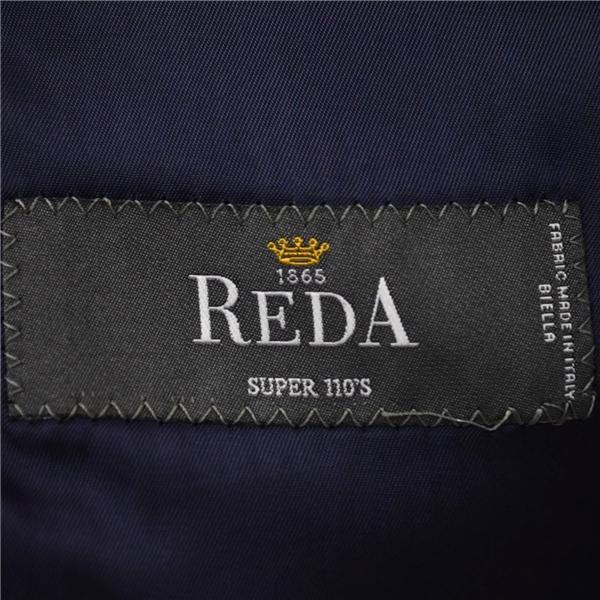 1865
REDA
SUPER 110'S
FABRIC MADE IN ITALY
BIELLA